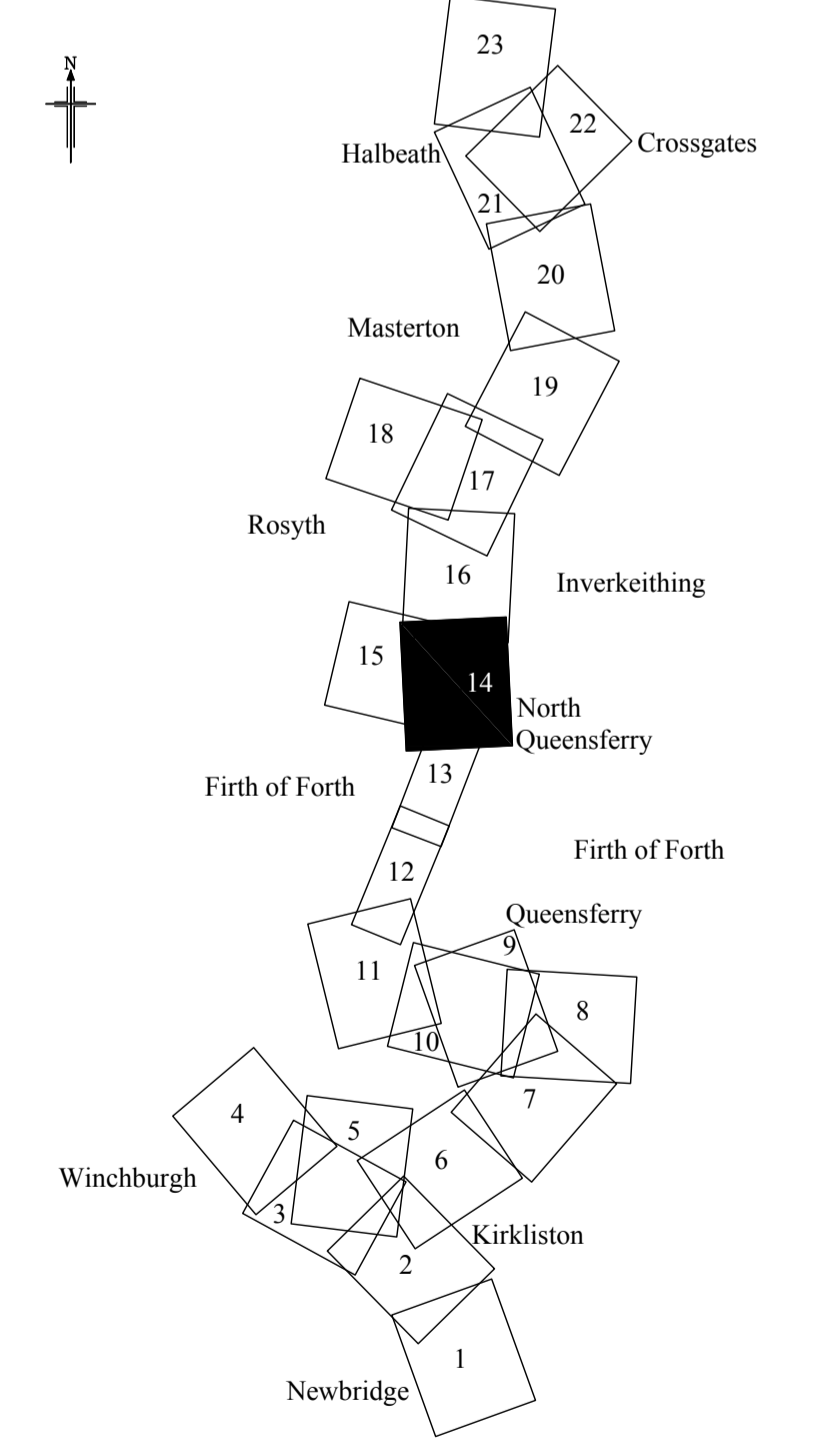 23
N
22
Halbeath
Crossgates
21
20
Masterton
19
18
17
Rosyth
16
Inverkeithing
15
14
North
Queensferry
13
Firth of Forth
Firth of Forth
12
Queensferry
9
11
8
10
7
4
5
6
Winchburgh
3
Kirkliston
2
1
Newbridge